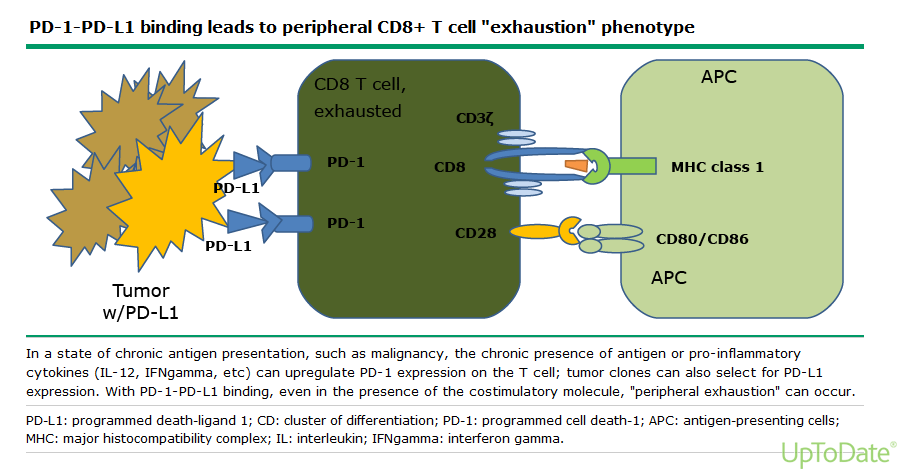 PD-1-PD-L1 binding leads to peripheral CD8+ T cell "exhaustion" phenotype
CD8 T cell,
exhausted
APC
CD3ζ
PD-1
CD8
MHC class 1
PD-L1
PD-1
CD28
CD80/CD86
PD-L1
APC
Tumor
w/PD-L1
In a state of chronic antigen presentation, such as malignancy, the chronic presence of antigen or pro-inflammatory
cytokines (IL-12, IFNgamma, etc) can upregulate PD-1 expression on the T cell; tumor clones can also select for PD-L1
expression. With PD-1-PD-L1 binding, even in the presence of the costimulatory molecule, "peripheral exhaustion" can occur.
PD-L1: programmed death-ligand 1; CD: cluster of differentiation; PD-1: programmed cell death-1; APC: antigen-presenting cells;
MHC: major histocompatibility complex; IL: interleukin; IFNgamma: interferon gamma.
UpToDate®